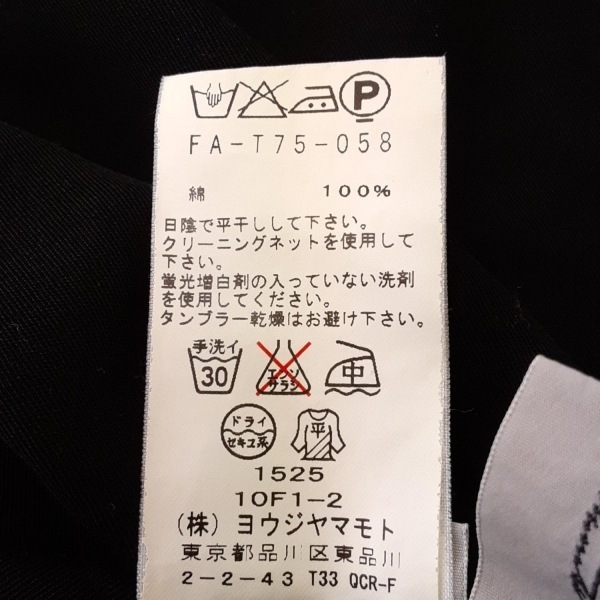 P
FA-T75-058
綿 100%
日陰で平干しして下さい。
クリーニングネットを使用して
下さい。
蛍光増白剤の入っていない洗剤
を使用してください。
タンブラー乾燥はお避け下さい。
手洗イ
30
エンソ
サラシ
中
ドライ
セキユ系
平
1525
10F1-2
(株)ヨウジヤマモト
東京都品川区東品川
2-2-43 T33 QCR-F